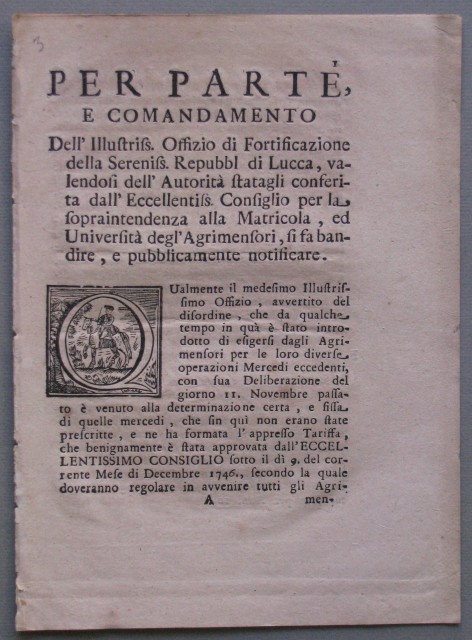 3
PER PARTE,
E COMANDAMENTO
Dell' Illuſtriſs. Offizio di Fortificazione
della Sereniſs. Repubbl di Lucca, va-
lendoſi dell' Autorità ſtatagli conferi-
ta dall' Eccellentiſs. Conſiglio per la
ſopraintendenza alla Matricola, ed
Univerſità degl'Agrimenſori, ſi fa ban-
dire, e pubblicamente notificare.
QUalmente il medeſimo Illuſtriſ-
ſimo Offizio, avvertito del
diſordine, che da qualche
tempo in quà è ſtato intro-
dotto di eſigerſi dagli Agri-
menſori per le loro diverſe
operazioni Mercedi eccedenti,
con ſua Deliberazione del
giorno 11. Novembre paſſa-
to è venuto alla determinazione certa, e fiſſa
di quelle mercedi, che ſin quì non erano ſtate
preſcritte, e ne ha formata l'appreſſo Tariffa,
che benignamente è ſtata approvata dall'ECCEL-
LENTISSIMO CONSIGLIO ſotto il dì 9. del cor-
rente Meſe di Decembre 1746., ſecondo la quale
doveranno regolare in avvenire tutti gli Agri-
A men-